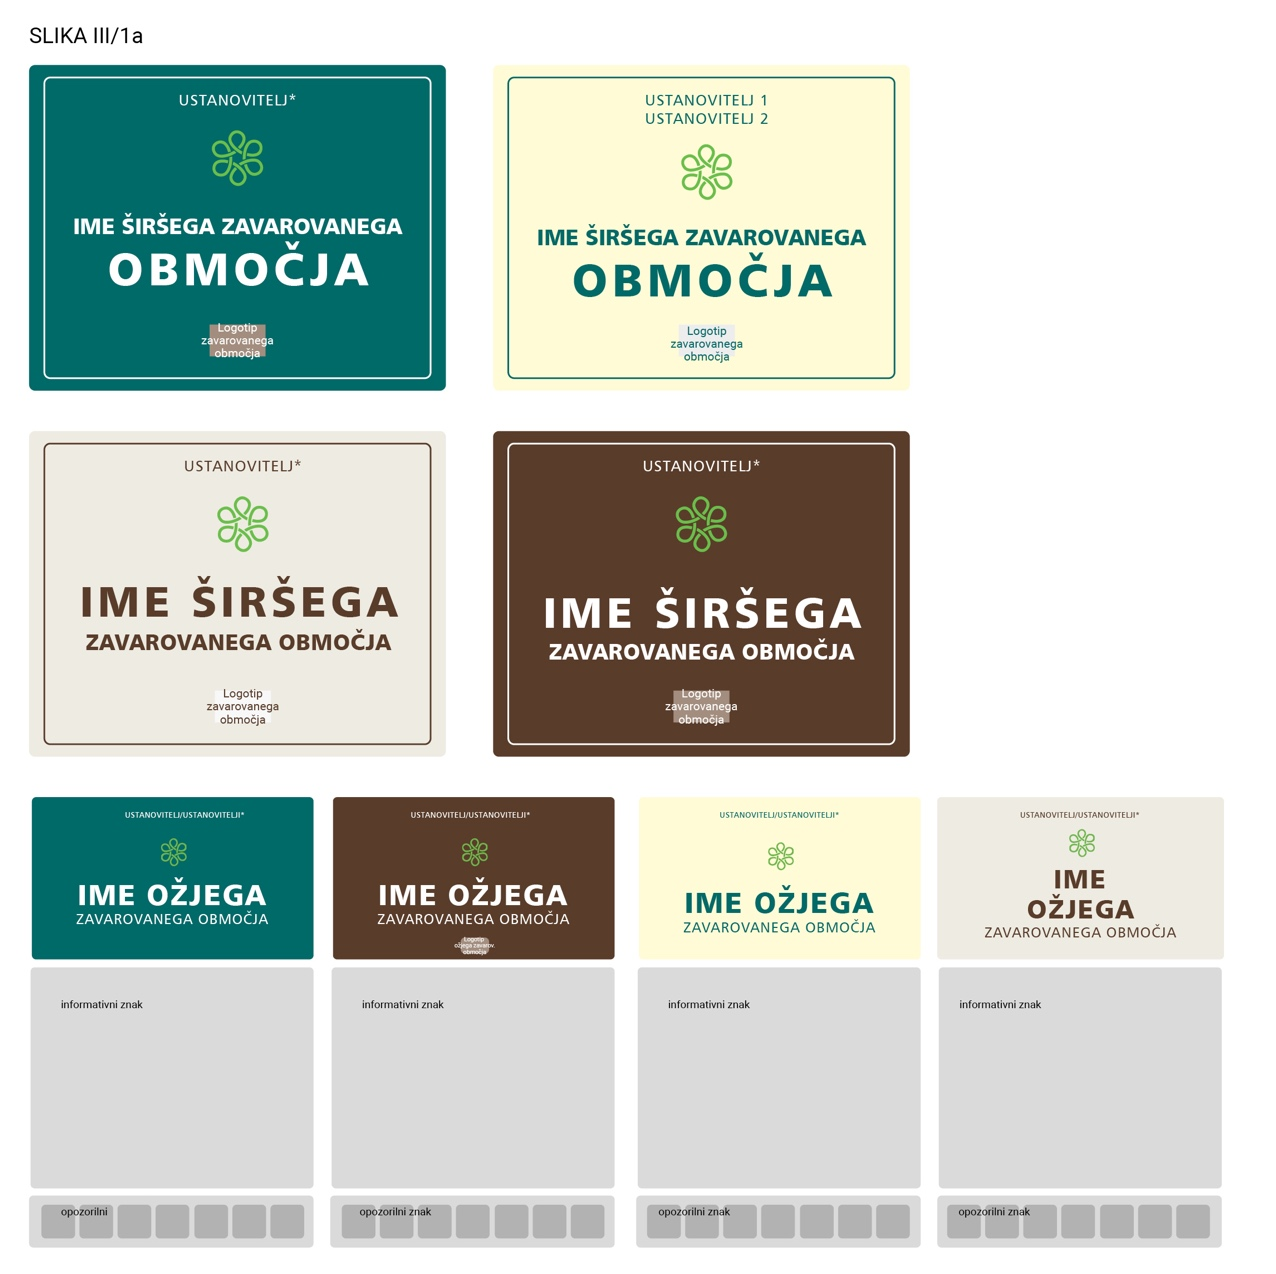 SLIKA III/1a
USTANOVITELJ*
IME ŠIRŠEGA ZAVAROVANEGA
OBMOČJA
Logotip
zavarovanega
območja
USTANOVITELJ 1
USTANOVITELJ 2
IME ŠIRŠEGA ZAVAROVANEGA
OBMOČJA
Logotip
zavarovanega
območja
USTANOVITELJ*
IME ŠIRŠEGA
ZAVAROVANEGA OBMOČJA
Logotip
zavarovanega
območja
USTANOVITELJ*
IME ŠIRŠEGA
ZAVAROVANEGA OBMOČJA
Logotip
zavarovanega
območja
USTANOVITELJ/USTANOVITELJI*
IME OŽJEGA
ZAVAROVANEGA OBMOČJA
informativni znak
opozorilni
USTANOVITELJ/USTANOVITELJI*
IME OŽJEGA
ZAVAROVANEGA OBMOČJA
Logotip
ožjega zavarov.
območja
informativni znak
opozorilni znak
USTANOVITELJ/USTANOVITELJI*
IME OŽJEGA
ZAVAROVANEGA OBMOČJA
informativni znak
opozorilni znak
USTANOVITELJ/USTANOVITELJI*
IME
OŽJEGA
ZAVAROVANEGA OBMOČJA
informativni znak
opozorilni znak